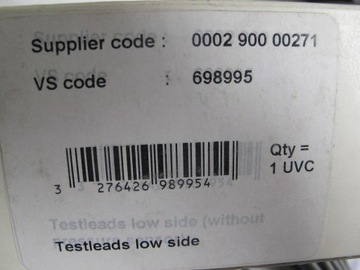 Supplier code : 0002 900 00271
VS code : 698995
Qty =
1 UVC
3 276426 989954
Testleads low side (without
Testleads low side